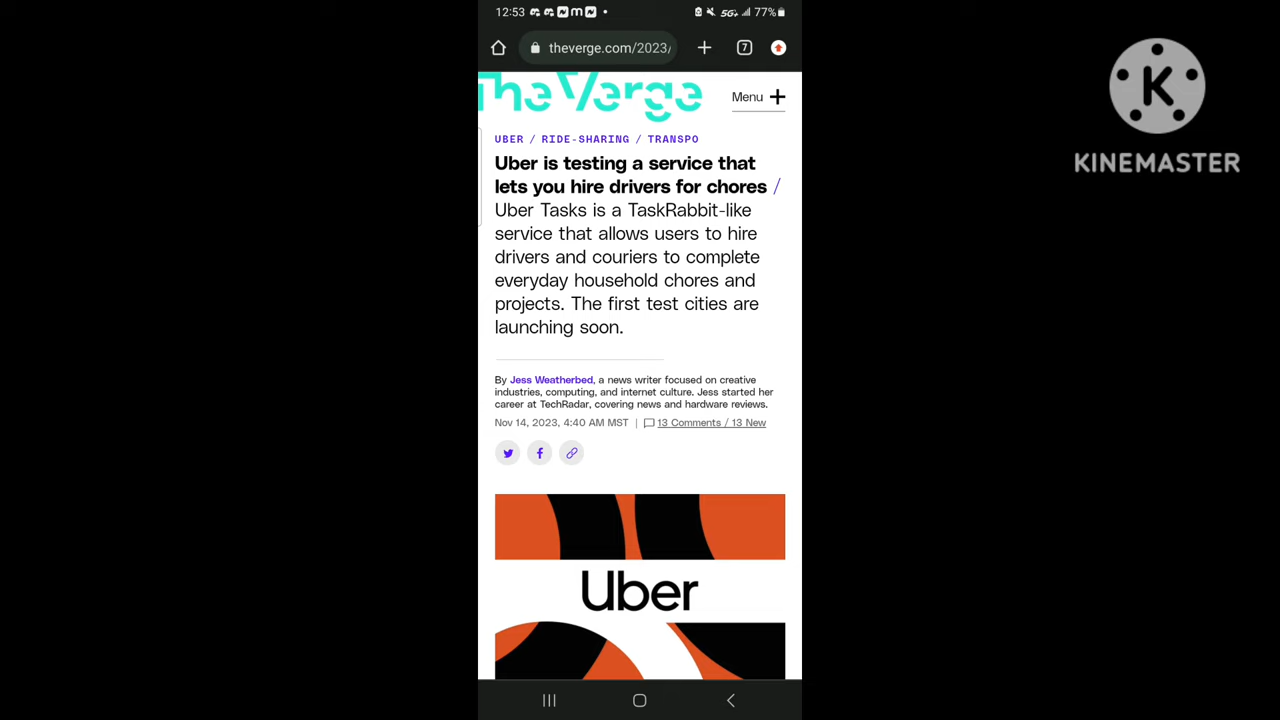 12:53
5G+ 77%
theverge.com/2023/
7
The Verge
Menu
UBER / RIDE-SHARING / TRANSPO
Uber is testing a service that
lets you hire drivers for chores /
Uber Tasks is a TaskRabbit-like
service that allows users to hire
drivers and couriers to complete
everyday household chores and
projects. The first test cities are
launching soon.
By Jess Weatherbed, a news writer focused on creative
industries, computing, and internet culture. Jess started her
career at TechRadar, covering news and hardware reviews.
Nov 14, 2023, 4:40 AM MST | 13 Comments / 13 New
Uber
K
KINEMASTER